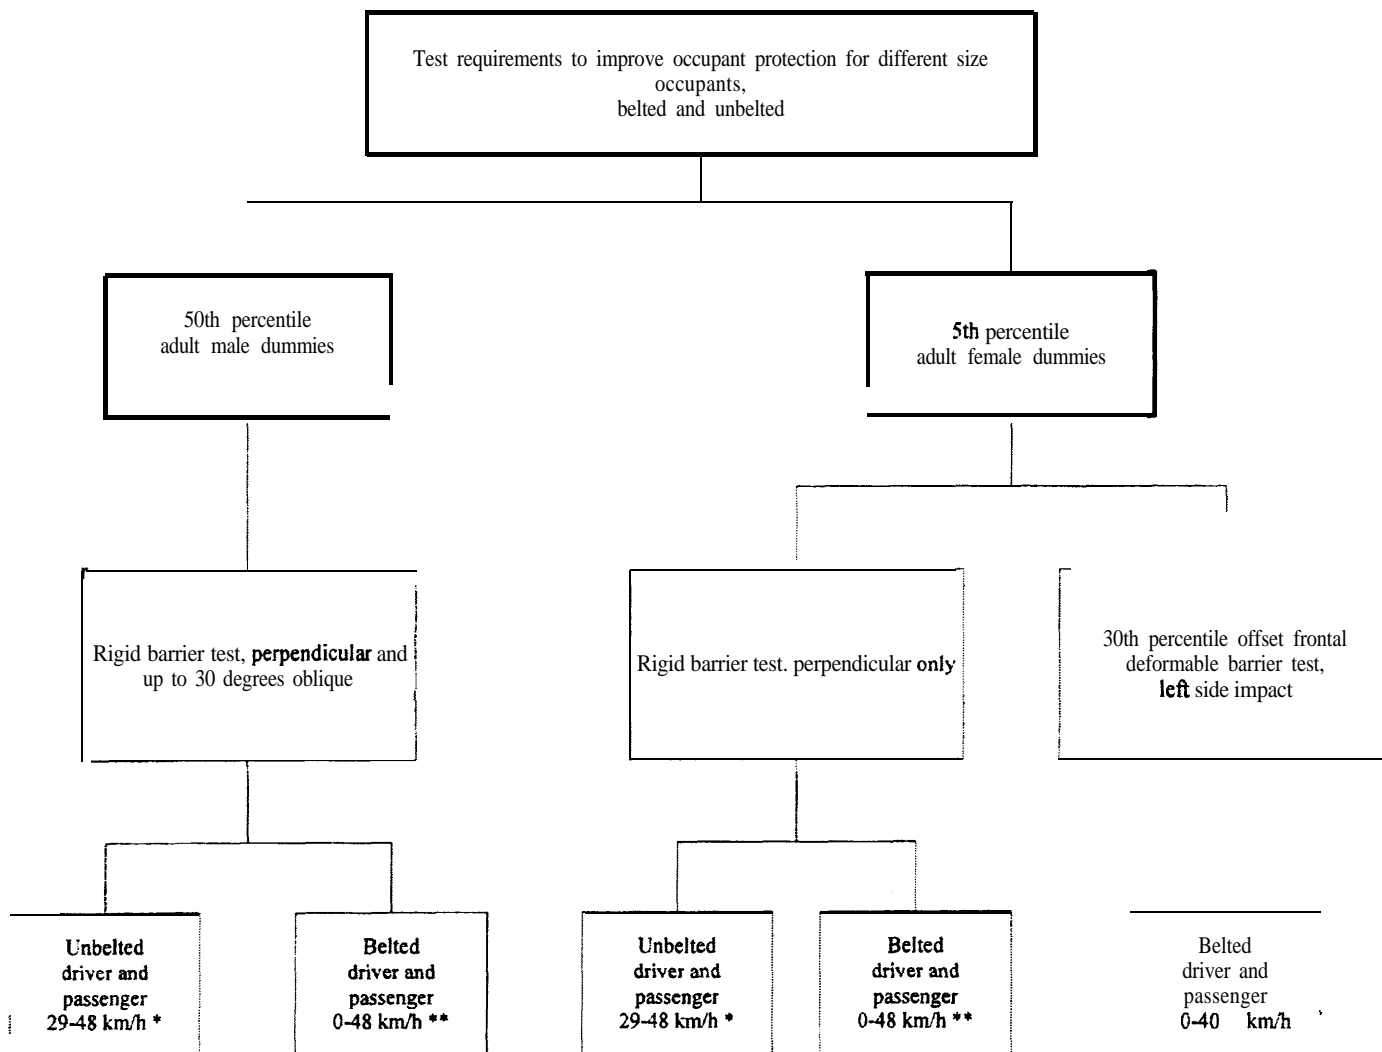 Test requirements to improve occupant protection for different size
occupants,
belted and unbelted
50th percentile
adult male dummies
5th percentile
adult female dummies
Rigid barrier test, perpendicular and
up to 30 degrees oblique
Rigid barrier test. perpendicular only
30th percentile offset frontal
deformable barrier test,
left side impact
Unbelted
driver and
passenger
29-48 km/h *
Belted
driver and
passenger
0-48 km/h **
Unbelted
driver and
passenger
29-48 km/h *
Belted
driver and
passenger
0-48 km/h **
Belted
driver and
passenger
0-40 km/h